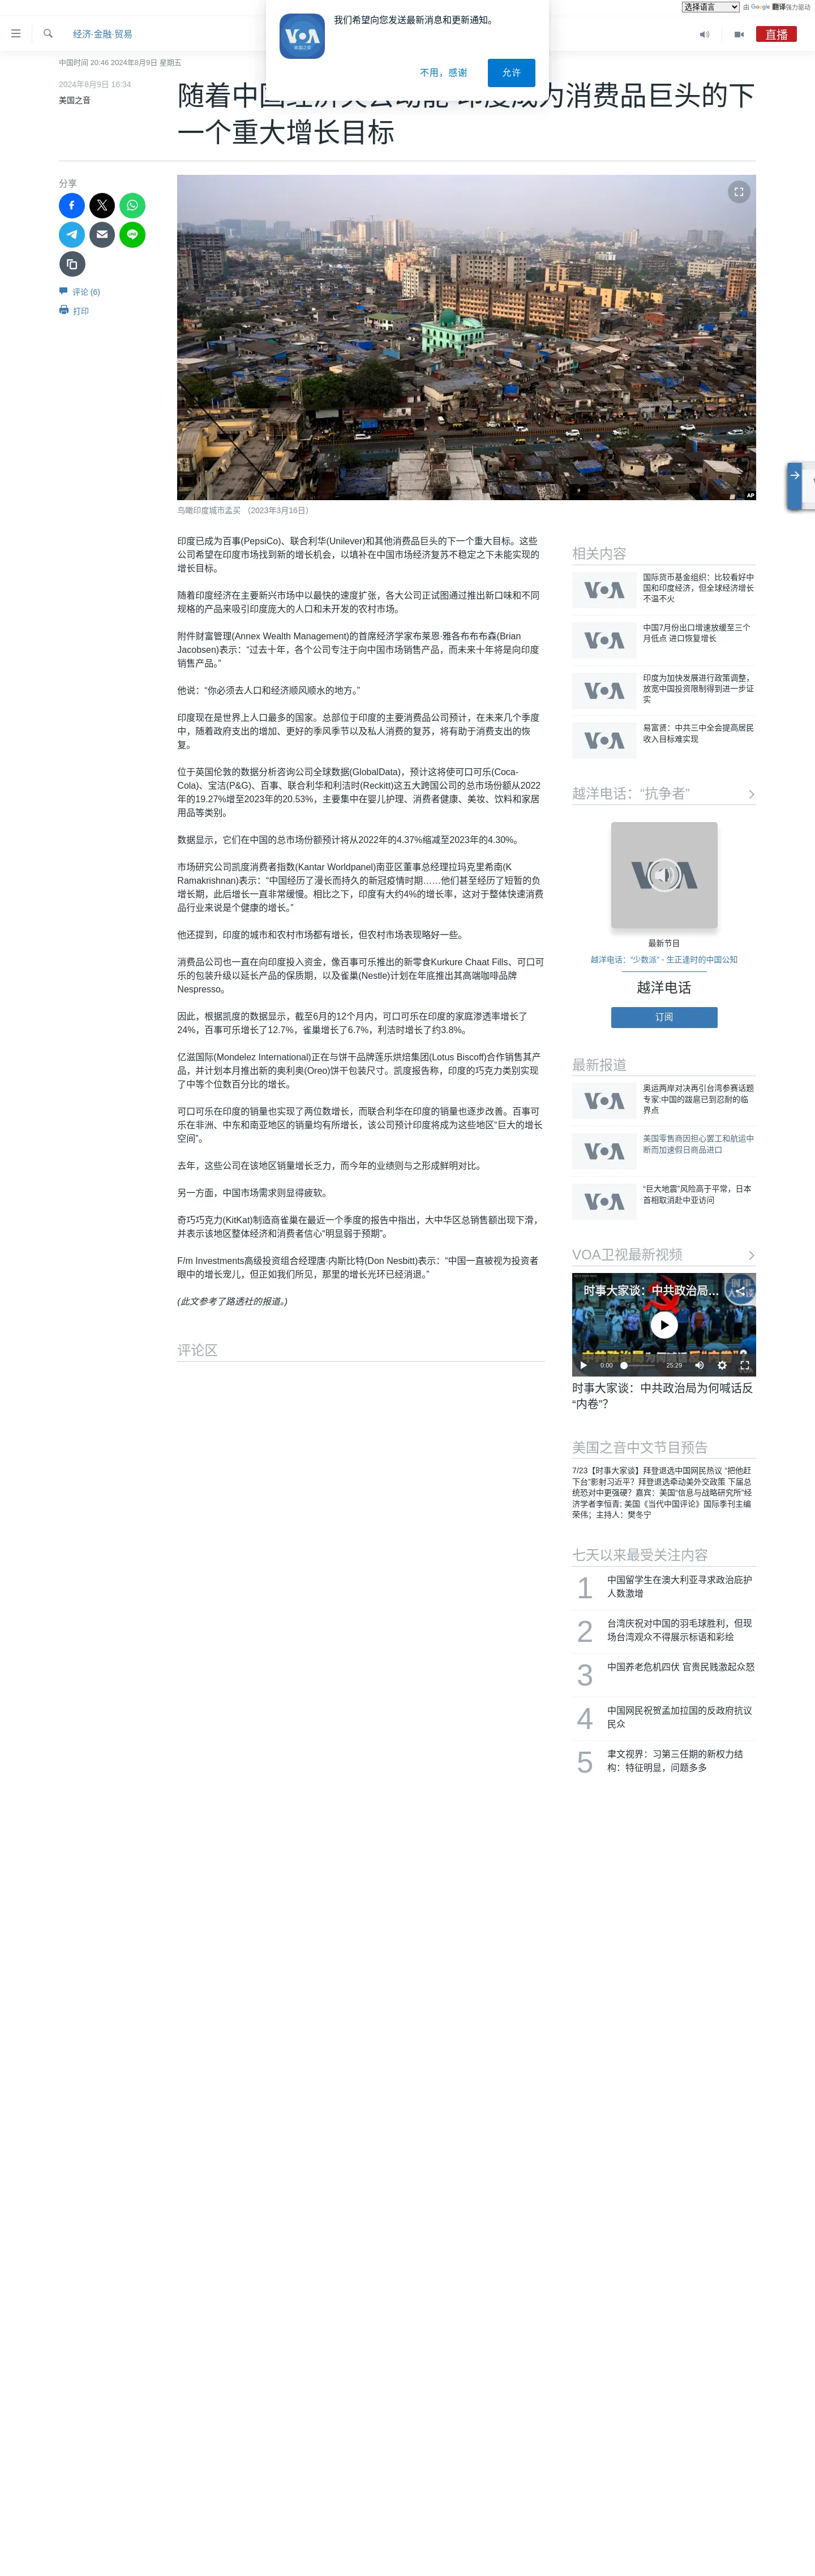 选择语言
由 Google 翻译强力驱动
经济·金融·贸易
我们希望向您发送最新消息和更新通知。
VOA
美国之音
不用，感谢
允许
直播
中国时间 20:46 2024年8月9日 星期五
2024年8月9日 16:34
美国之音
印度成为消费品巨头的下
一个重大增长目标
分享
评论 (6)
打印
AP
鸟瞰印度城市孟买 （2023年3月16日）
印度已成为百事(PepsiCo)、联合利华(Unilever)和其他消费品巨头的下一个重大目标。这些
公司希望在印度市场找到新的增长机会，以填补在中国市场经济复苏不稳定之下未能实现的
增长目标。
随着印度经济在主要新兴市场中以最快的速度扩张，各大公司正试图通过推出新口味和不同
规格的产品来吸引印度庞大的人口和未开发的农村市场。
附件财富管理(Annex Wealth Management)的首席经济学家布莱恩·雅各布布布森(Brian
Jacobsen)表示：“过去十年，各个公司专注于向中国市场销售产品，而未来十年将是向印度
销售产品。”
他说：“你必须去人口和经济顺风顺水的地方。”
印度现在是世界上人口最多的国家。总部位于印度的主要消费品公司预计，在未来几个季度
中，随着政府支出的增加、更好的季风季节以及私人消费的复苏，将有助于消费支出的恢
复。
位于英国伦敦的数据分析咨询公司全球数据(GlobalData)，预计这将使可口可乐(Coca-
Cola)、宝洁(P&G)、百事、联合利华和利洁时(Reckitt)这五大跨国公司的总市场份额从2022
年的19.27%增至2023年的20.53%，主要集中在婴儿护理、消费者健康、美妆、饮料和家居
用品等类别。
数据显示，它们在中国的总市场份额预计将从2022年的4.37%缩减至2023年的4.30%。
市场研究公司凯度消费者指数(Kantar Worldpanel)南亚区董事总经理拉玛克里希南(K
Ramakrishnan)表示：“中国经历了漫长而持久的新冠疫情时期……他们甚至经历了短暂的负
增长期，此后增长一直非常缓慢。相比之下，印度有大约4%的增长率，这对于整体快速消费
品行业来说是个健康的增长。”
他还提到，印度的城市和农村市场都有增长，但农村市场表现略好一些。
消费品公司也一直在向印度投入资金，像百事可乐推出的新零食Kurkure Chaat Fills、可口可
乐的包装升级以延长产品的保质期，以及雀巢(Nestle)计划在年底推出其高端咖啡品牌
Nespresso。
因此，根据凯度的数据显示，截至6月的12个月内，可口可乐在印度的家庭渗透率增长了
24%，百事可乐增长了12.7%，雀巢增长了6.7%，利洁时增长了约3.8%。
亿滋国际(Mondelez International)正在与饼干品牌莲乐烘焙集团(Lotus Biscoff)合作销售其产
品，并计划本月推出新的奥利奥(Oreo)饼干包装尺寸。凯度报告称，印度的巧克力类别实现
了中等个位数百分比的增长。
可口可乐在印度的销量也实现了两位数增长，而联合利华在印度的销量也逐步改善。百事可
乐在非洲、中东和南亚地区的销量均有所增长，该公司预计印度将成为这些地区“巨大的增长
空间”。
去年，这些公司在该地区销量增长乏力，而今年的业绩则与之形成鲜明对比。
另一方面，中国市场需求则显得疲软。
奇巧巧克力(KitKat)制造商雀巢在最近一个季度的报告中指出，大中华区总销售额出现下滑，
并表示该地区整体经济和消费者信心“明显弱于预期”。
F/m Investments高级投资组合经理唐·内斯比特(Don Nesbitt)表示：“中国一直被视为投资者
眼中的增长宠儿，但正如我们所见，那里的增长光环已经消退。”
(此文参考了路透社的报道。)
评论区
相关内容
VOA
国际货币基金组织：比较看好中
国和印度经济，但全球经济增长
不温不火
VOA
中国7月份出口增速放缓至三个
月低点 进口恢复增长
VOA
印度为加快发展进行政策调整，
放宽中国投资限制得到进一步证
实
VOA
易富贤：中共三中全会提高居民
收入目标难实现
越洋电话：“抗争者”
VOA
最新节目
越洋电话：“少数派” - 生正逢时的中国公知
越洋电话
订阅
最新报道
VOA
奥运两岸对决再引台湾参赛话题
专家:中国的跋扈已到忍耐的临
界点
VOA
美国零售商因担心罢工和航运中
断而加速假日商品进口
VOA
“巨大地震”风险高于平常，日本
首相取消赴中亚访问
VOA卫视最新视频
时事大家谈：中共政治局...
中共政治局为何喊话反“内卷”？
0:00
25:29
时事大家谈：中共政治局为何喊话反
“内卷”？
美国之音中文节目预告
7/23【时事大家谈】拜登退选中国网民热议 “把他赶
下台”影射习近平？拜登退选牵动美外交政策 下届总
统恐对中更强硬？嘉宾：美国“信息与战略研究所”经
济学者李恒青; 美国《当代中国评论》国际季刊主编
荣伟；主持人：樊冬宁
七天以来最受关注内容
1
中国留学生在澳大利亚寻求政治庇护
人数激增
2
台湾庆祝对中国的羽毛球胜利，但现
场台湾观众不得展示标语和彩绘
3
中国养老危机四伏 官贵民贱激起众怒
4
中国网民祝贺孟加拉国的反政府抗议
民众
5
聿文视界：习第三任期的新权力结
构：特征明显，问题多多